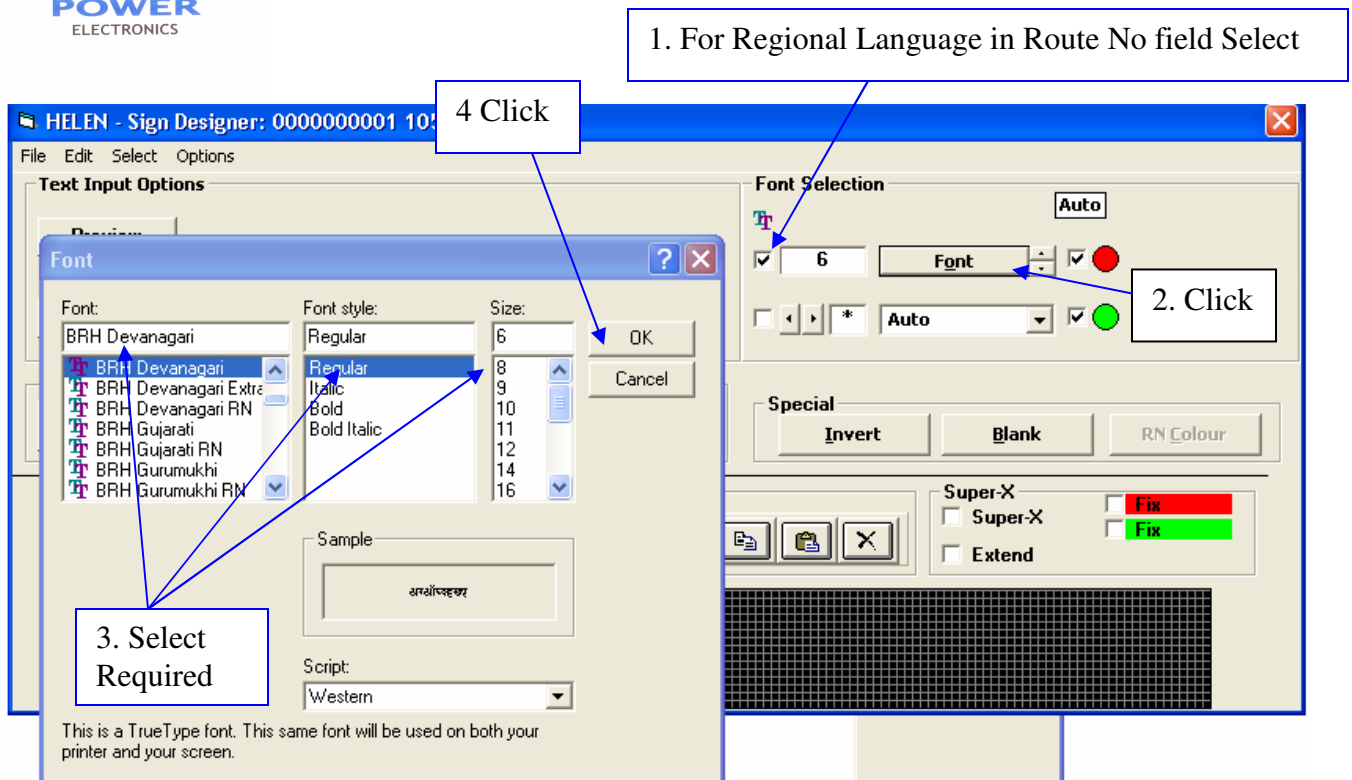 POWER
ELECTRONICS
1. For Regional Language in Route No field Select
4 Click
HELEN - Sign Designer: 0000000001 105
File Edit Select Options
Text Input Options
Font Selection
Auto
Preview
6
Font
2. Click
*
Auto
Font
Font:
Font style:
Size:
BRH Devanagari
Regular
6
OK
Cancel
BRH Devanagari
BRH Devanagari Extra
BRH Devanagari RN
BRH Gujarati
BRH Gujarati RN
BRH Gurumukhi
BRH Gurumukhi RN
Regular
Italic
Bold
Bold Italic
8
9
10
11
12
14
16
Special
Invert
Blank
RN Colour
Super-X
Super-X
Extend
Fix
Fix
Sample
3. Select
Required
Script:
Western
This is a TrueType font. This same font will be used on both your
printer and your screen.